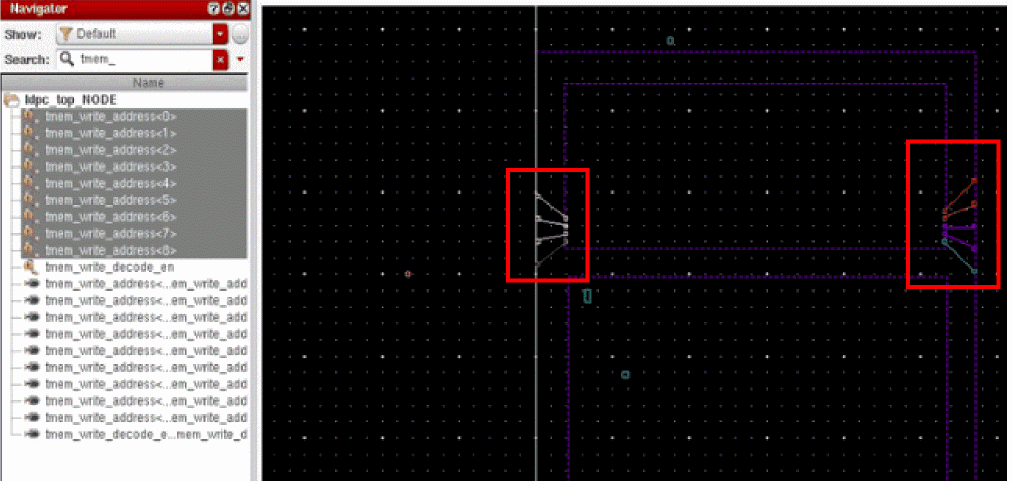 Navigator
Show: Default
Search: tmem_
Name
ldpc_top_NODE
tmem_write_address<0>
tmem_write_address<1>
tmem_write_address<2>
tmem_write_address<3>
tmem_write_address<4>
tmem_write_address<5>
tmem_write_address<6>
tmem_write_address<7>
tmem_write_address<8>
tmem_write_decode_en
tmem_write_address<...em_write_add
tmem_write_address<...em_write_add
tmem_write_address<...em_write_add
tmem_write_address<...em_write_add
tmem_write_address<...em_write_add
tmem_write_address<...em_write_add
tmem_write_address<...em_write_add
tmem_write_address<...em_write_add
tmem_write_address<...em_write_add
tmem_write_decode_e...mem_write_d